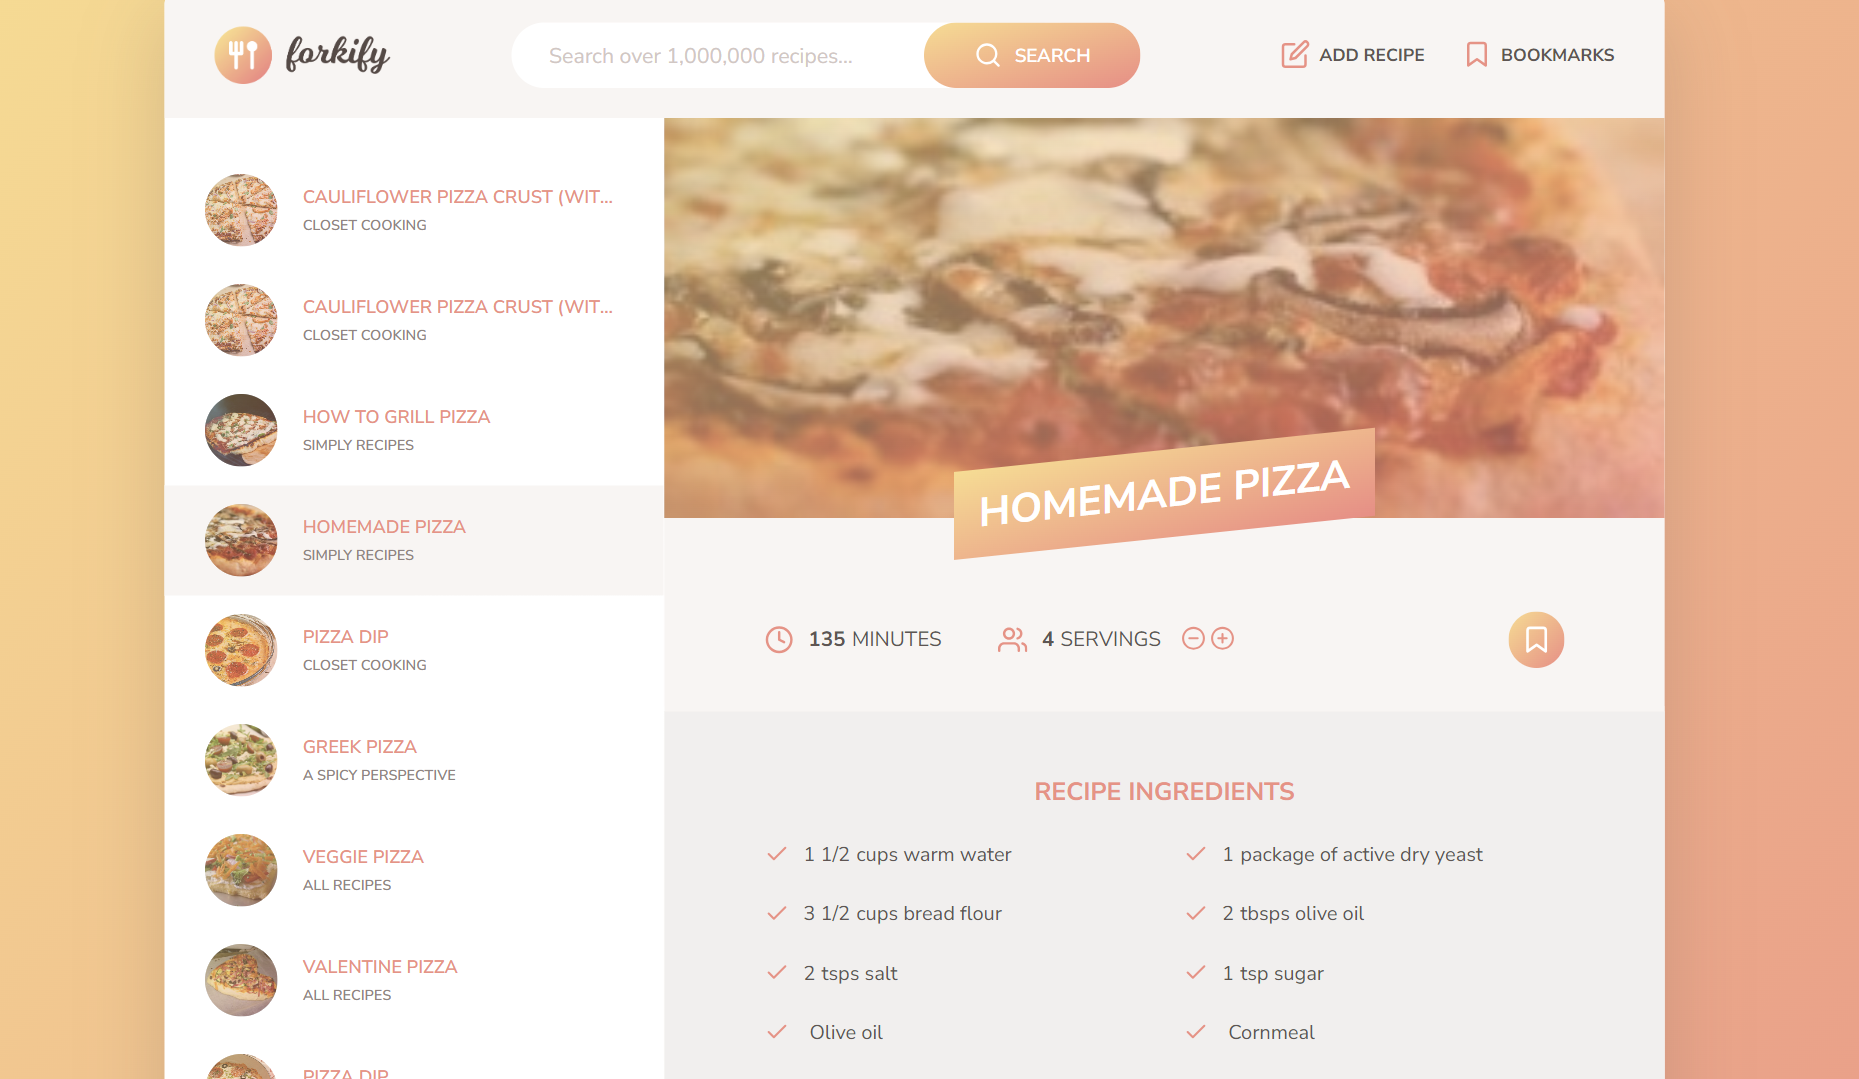 forkify
Search over 1,000,000 recipes...
SEARCH
ADD RECIPE
BOOKMARKS
CAULIFLOWER PIZZA CRUST (WIT...
CLOSET COOKING
CAULIFLOWER PIZZA CRUST (WIT...
CLOSET COOKING
HOW TO GRILL PIZZA
SIMPLY RECIPES
HOMEMADE PIZZA
SIMPLY RECIPES
PIZZA DIP
CLOSET COOKING
GREEK PIZZA
A SPICY PERSPECTIVE
VEGGIE PIZZA
ALL RECIPES
VALENTINE PIZZA
ALL RECIPES
PIZZA DIP
HOMEMADE PIZZA
135 MINUTES
4 SERVINGS
RECIPE INGREDIENTS
1 1/2 cups warm water
1 package of active dry yeast
3 1/2 cups bread flour
2 tbsps olive oil
2 tsps salt
1 tsp sugar
Olive oil
Cornmeal